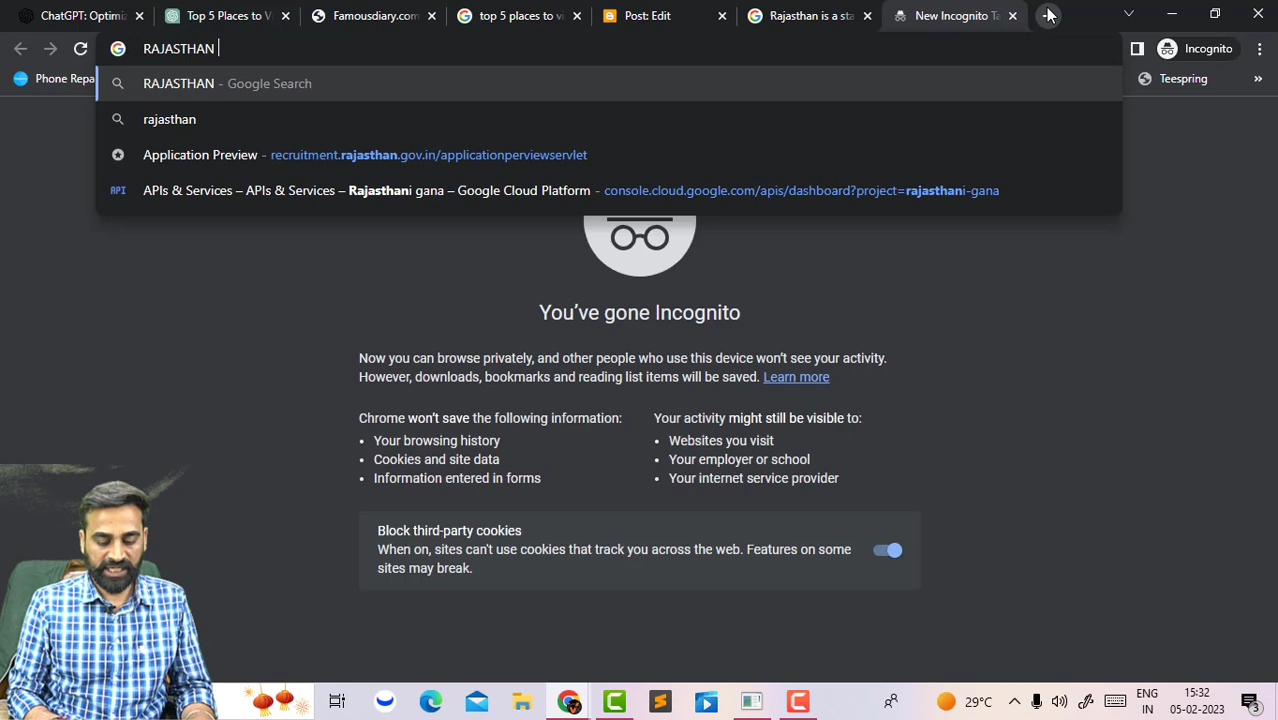 ChatGPT: Optimiz
Top 5 Places to V
Famousdiary.com
top 5 places to vi
Post: Edit
Rajasthan is a sta
New Incognito Ta
RAJASTHAN
Incognito
RAJASTHAN - Google Search
rajasthan
Application Preview - recruitment.rajasthan.gov.in/applicationperviewservlet
API APIs & Services – APIs & Services – Rajasthani gana – Google Cloud Platform - console.cloud.google.com/apis/dashboard?project=rajasthani-gana
Phone Repa
Teespring
»
You've gone Incognito
Now you can browse privately, and other people who use this device won't see your activity.
However, downloads, bookmarks and reading list items will be saved. Learn more
Chrome won't save the following information:
• Your browsing history
• Cookies and site data
• Information entered in forms
Your activity might still be visible to:
• Websites you visit
• Your employer or school
• Your internet service provider
Block third-party cookies
When on, sites can't use cookies that track you across the web. Features on some
sites may break.
29°C
ENG
IN
15:32
05-02-2023
3